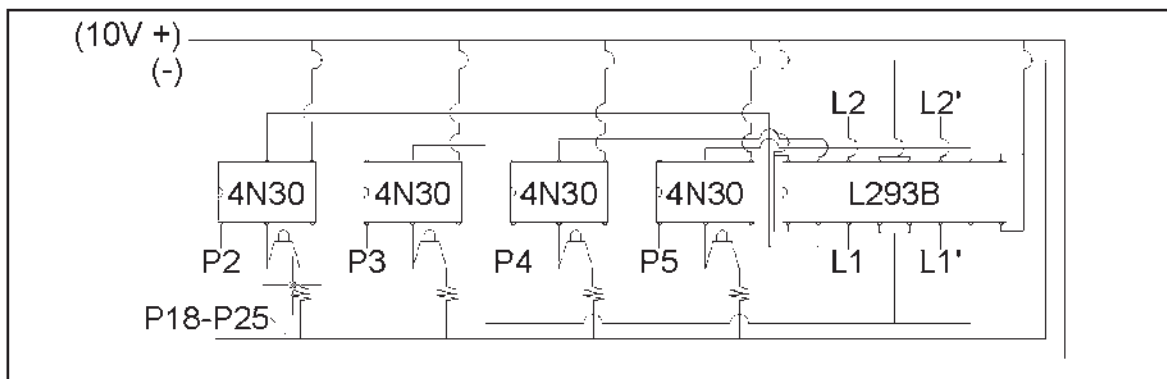 (10V +)
(-)
L2 L2'
4N30 4N30 4N30 4N30 L293B
P2 P3 P4 P5 L1 L1'
P18-P25